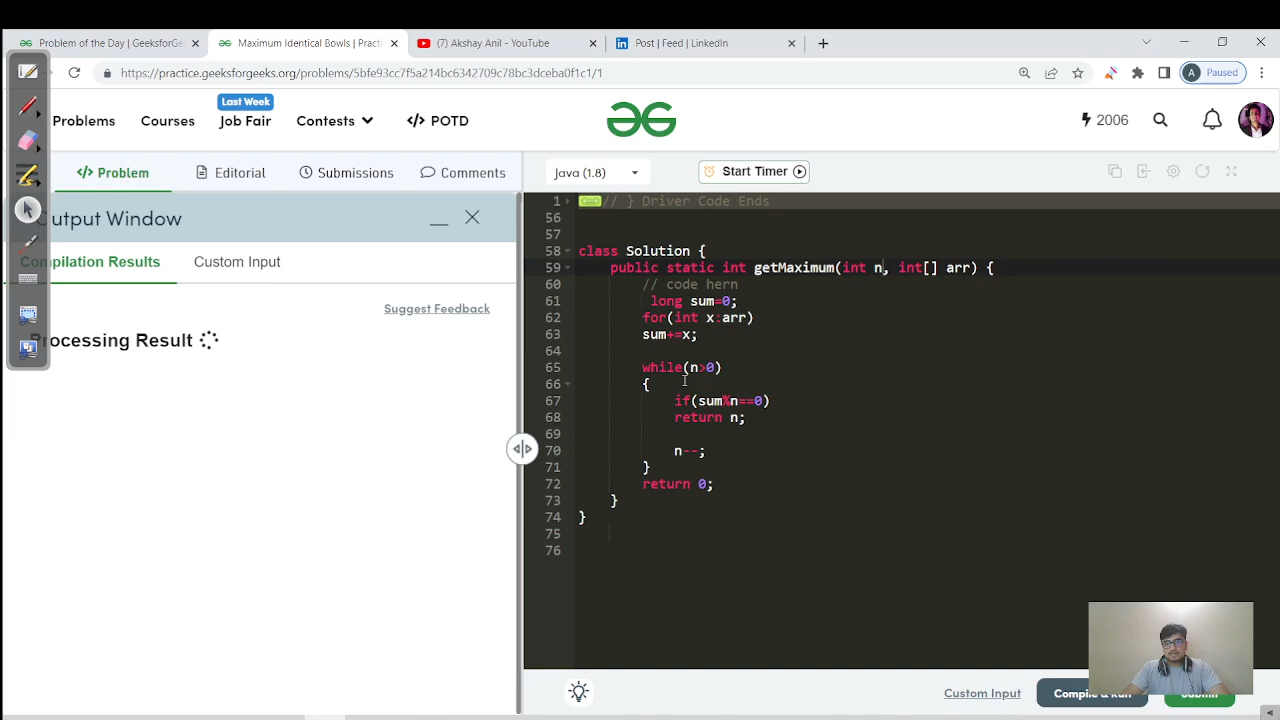 Problem of the Day | GeeksforGe
Maximum Identical Bowls | Practi
(7) Akshay Anil - YouTube
Post | Feed | LinkedIn
https://practice.geeksforgeeks.org/problems/5bfe93cc7f5a214bc6342709c78bc3dceba0f1c1/1
A Paused
Last Week
Problems Courses Job Fair Contests </> POTD
2006
</> Problem Editorial Submissions Comments
Java (1.8)
Start Timer
Output Window
Compilation Results Custom Input
Suggest Feedback
Processing Result
1 // } Driver Code Ends
56
57
58 class Solution {
59 public static int getMaximum(int n, int[] arr) {
60 // code hern
61 long sum=0;
62 for(int x:arr)
63 sum+=x;
64
65 while(n>0)
66 {
67 if(sum%n==0)
68 return n;
69
70 n--;
71 }
72 return 0;
73 }
74 }
75
76
Custom Input
Compile & Run
Submit